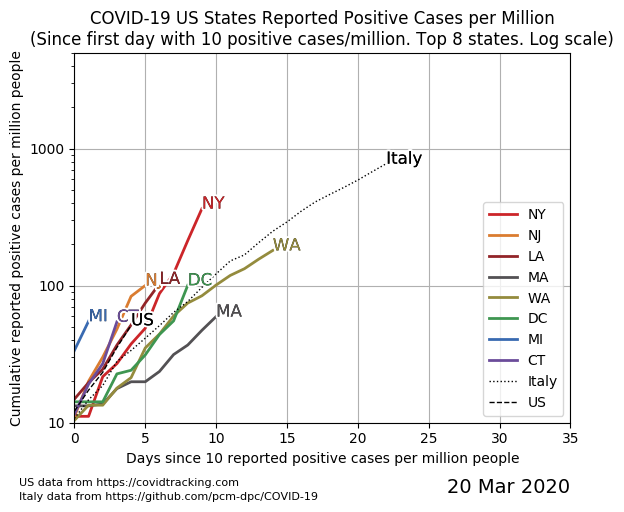 COVID-19 US States Reported Positive Cases per Million
(Since first day with 10 positive cases/million. Top 8 states. Log scale)
Cumulative reported positive cases per million people
1000
100
10
Italy
NY
WA
NJ
LA
DC
MI
CT
US
MA
NY
NJ
LA
MA
WA
DC
MI
CT
Italy
US
0 5 10 15 20 25 30 35
Days since 10 reported positive cases per million people
US data from https://covidtracking.com
Italy data from https://github.com/pcm-dpc/COVID-19
20 Mar 2020